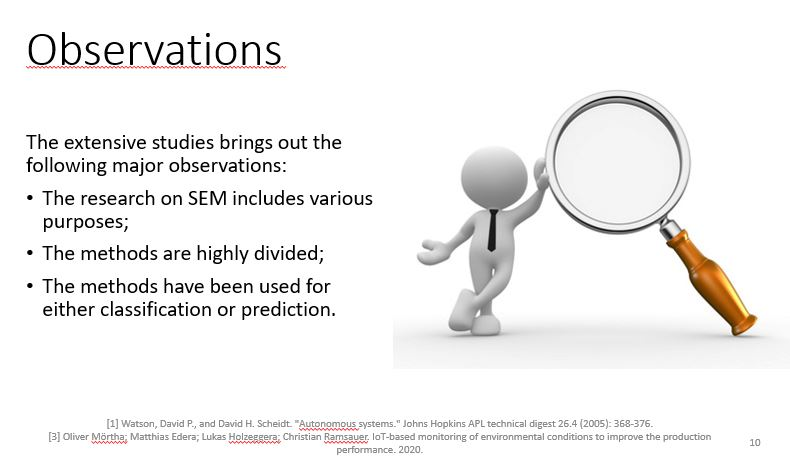 Observations
The extensive studies brings out the
following major observations:
• The research on SEM includes various
purposes;
• The methods are highly divided;
• The methods have been used for
either classification or prediction.
[1] Watson, David P., and David H. Scheidt. "Autonomous systems." Johns Hopkins APL technical digest 26.4 (2005): 368-376.
[3] Oliver Mörtha; Matthias Edera; Lukas Holzeggera; Christian Ramsauer. IoT-based monitoring of environmental conditions to improve the production
performance. 2020.
10